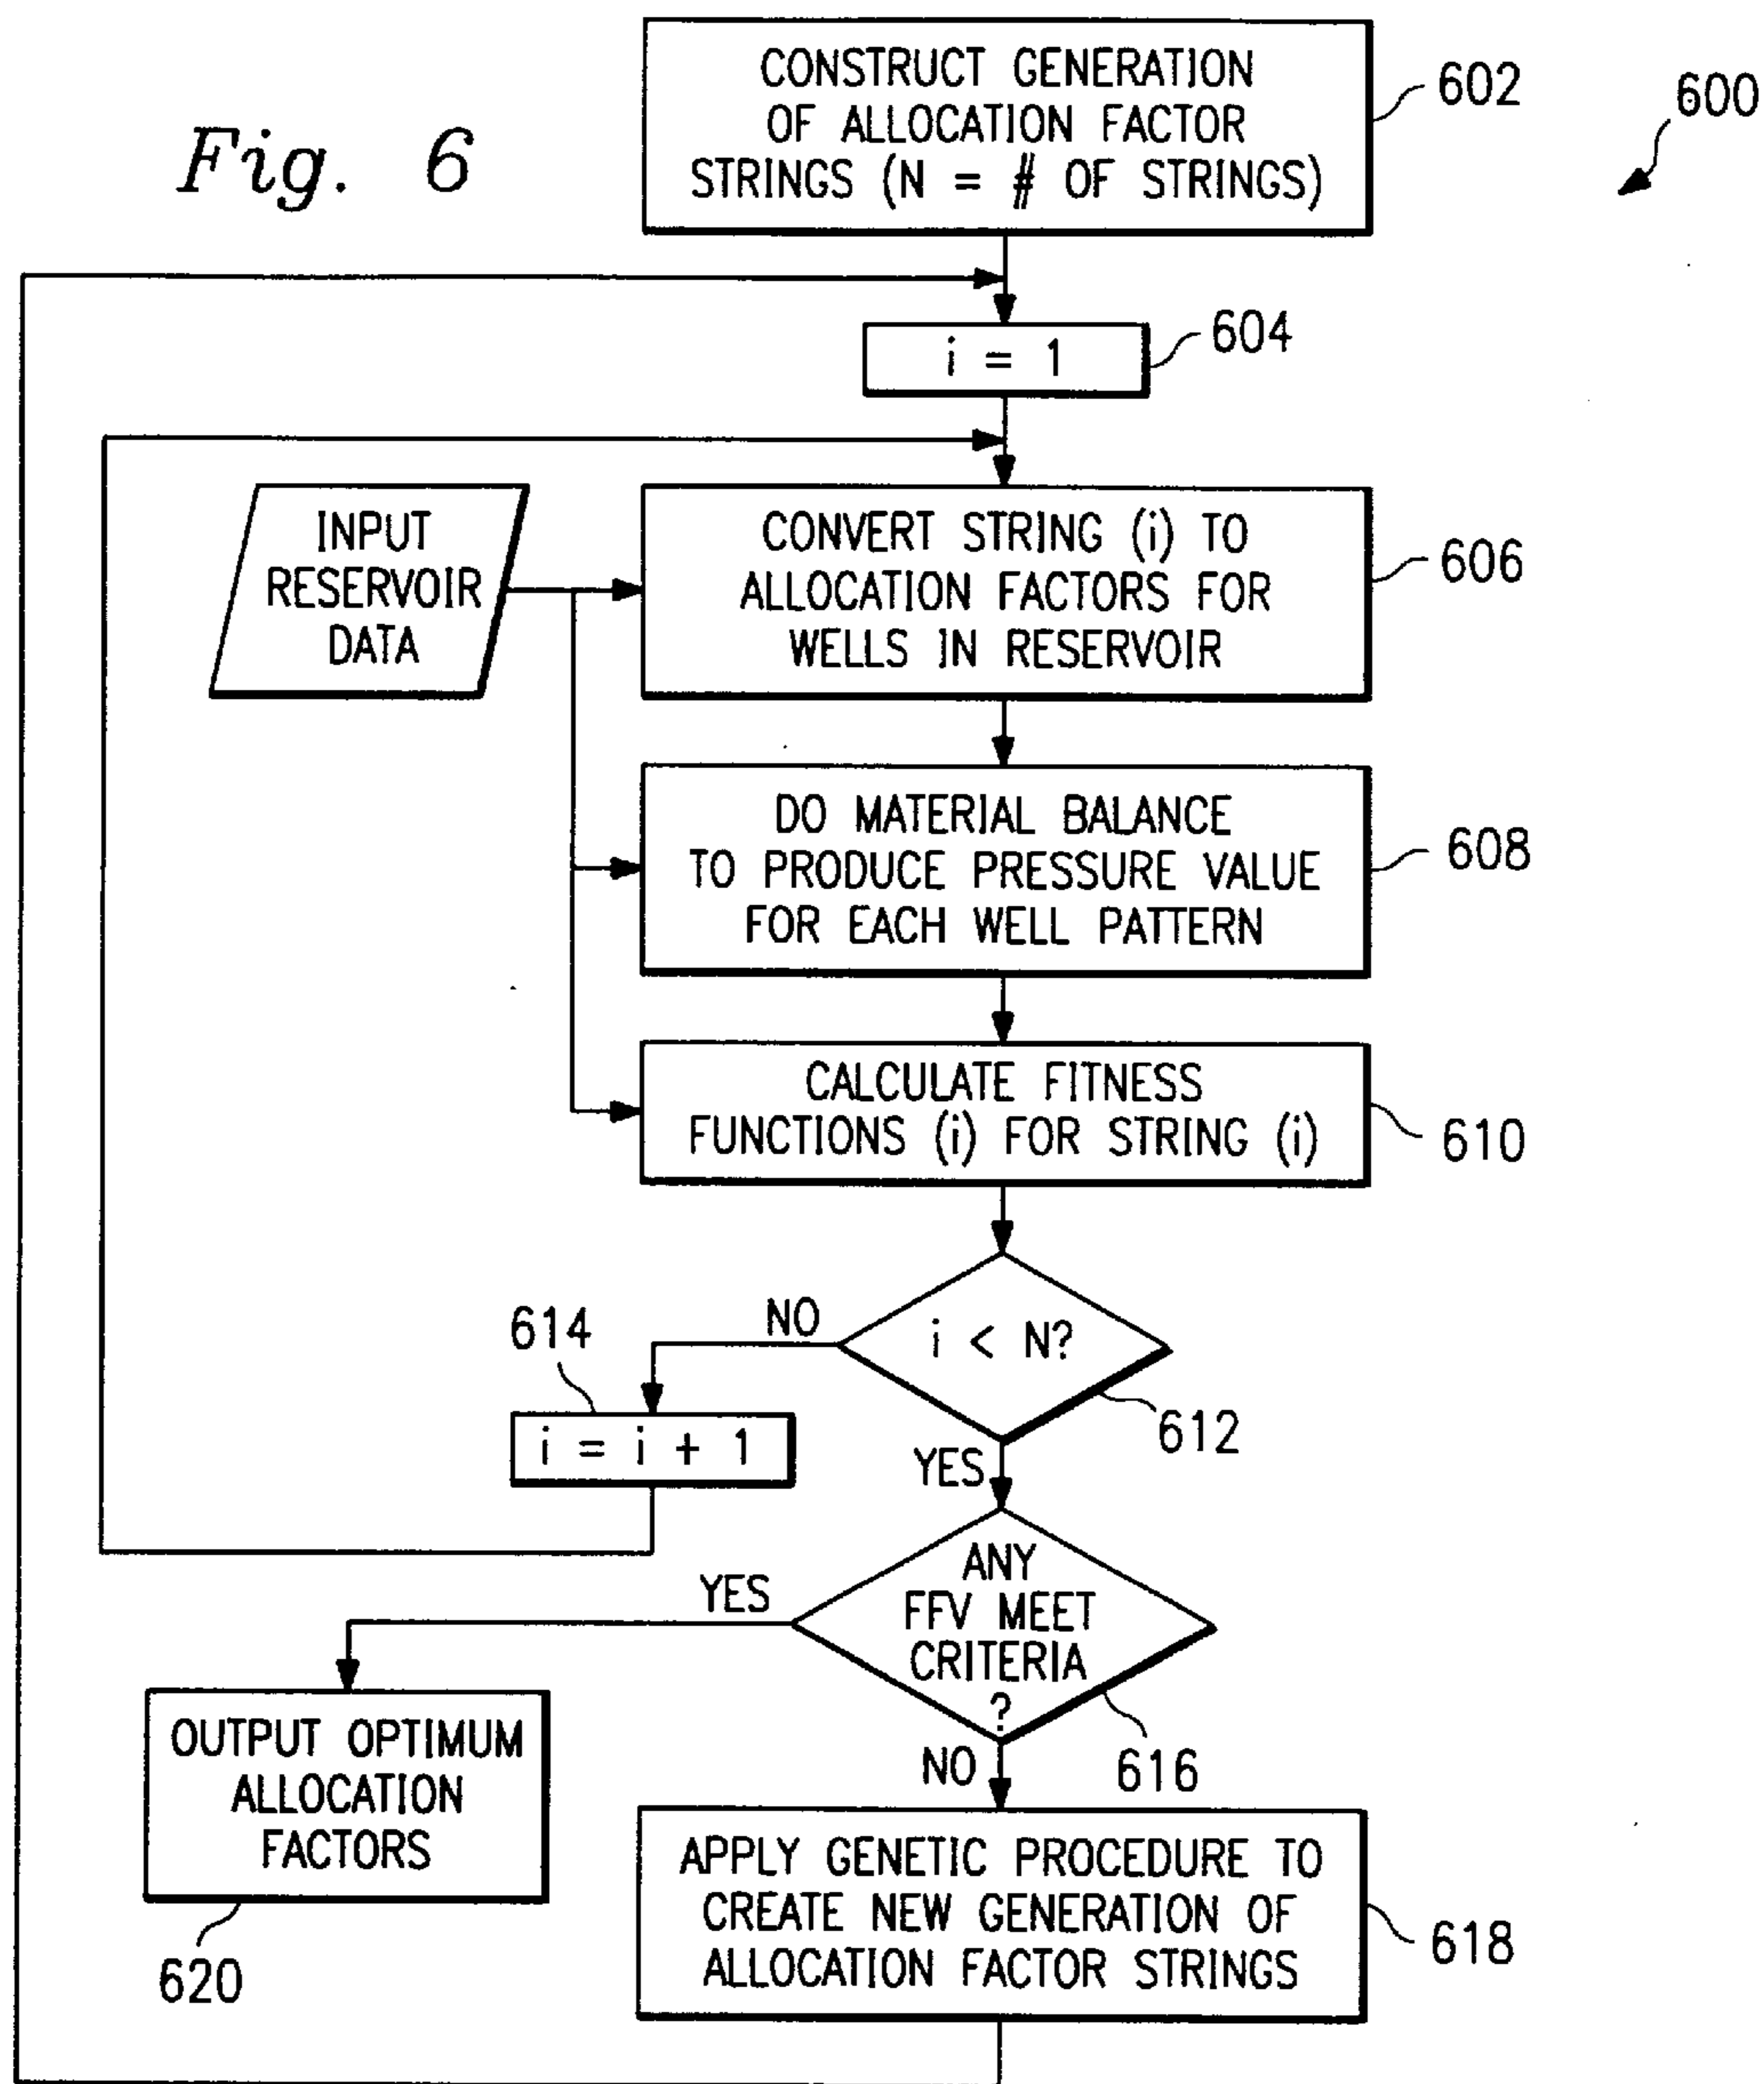 Fig. 6
600
CONSTRUCT GENERATION
OF ALLOCATION FACTOR
STRINGS (N = # OF STRINGS)
602
i = 1
604
INPUT
RESERVOIR
DATA
CONVERT STRING (i) TO
ALLOCATION FACTORS FOR
WELLS IN RESERVOIR
606
DO MATERIAL BALANCE
TO PRODUCE PRESSURE VALUE
FOR EACH WELL PATTERN
608
CALCULATE FITNESS
FUNCTIONS (i) FOR STRING (i)
610
i < N?
612
NO
614
i = i + 1
YES
ANY
FFV MEET
CRITERIA
?
616
YES
OUTPUT OPTIMUM
ALLOCATION
FACTORS
620
NO
APPLY GENETIC PROCEDURE TO
CREATE NEW GENERATION OF
ALLOCATION FACTOR STRINGS
618